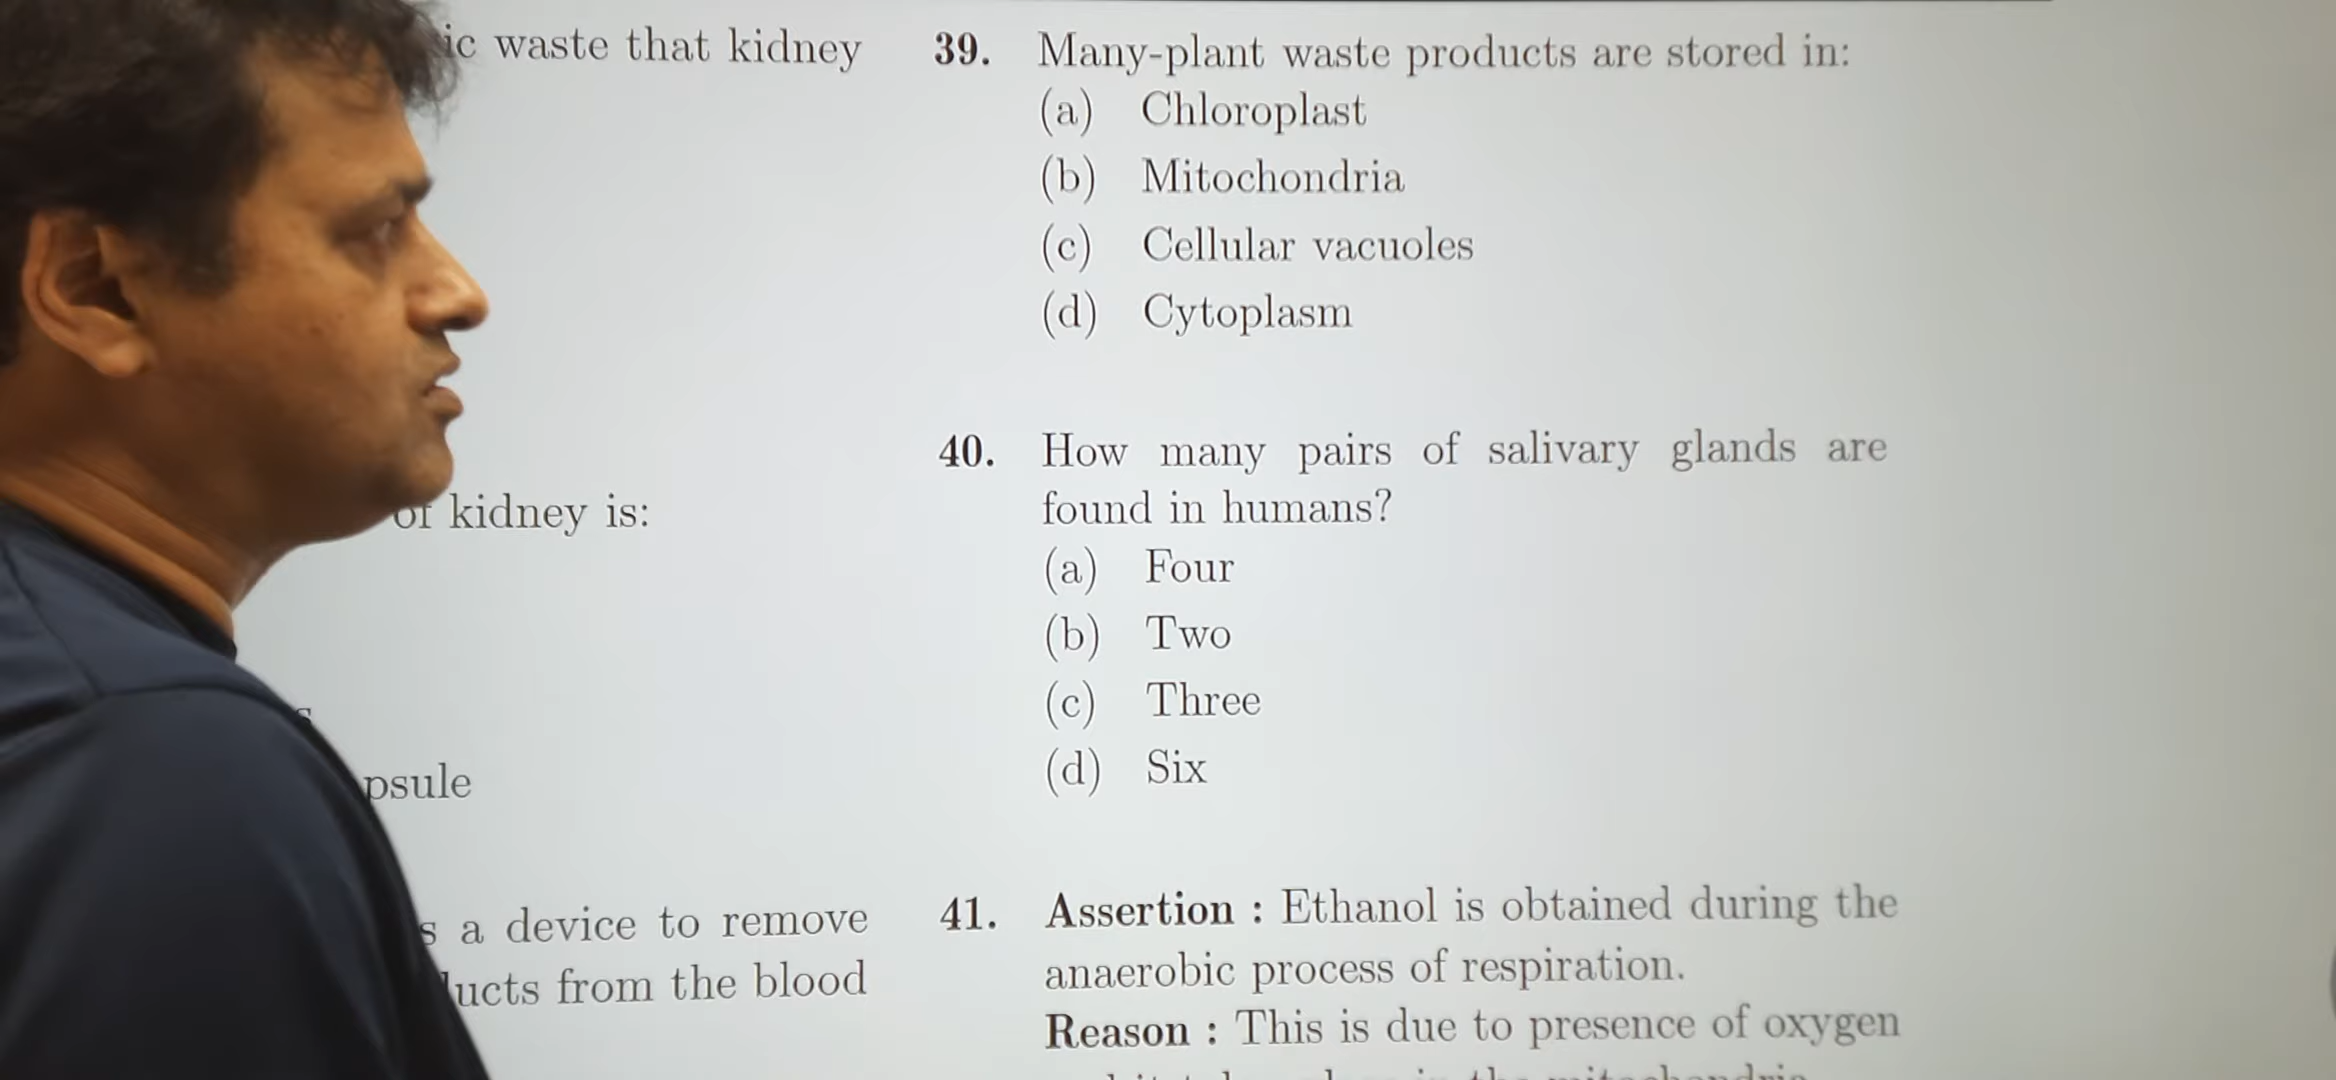 ic waste that kidney
of kidney is:
psule
s a device to remove
ucts from the blood
39. Many-plant waste products are stored in:
(a) Chloroplast
(b) Mitochondria
(c) Cellular vacuoles
(d) Cytoplasm
40. How many pairs of salivary glands are
found in humans?
(a) Four
(b) Two
(c) Three
(d) Six
41. Assertion : Ethanol is obtained during the
anaerobic process of respiration.
Reason : This is due to presence of oxygen
in the mitochondria